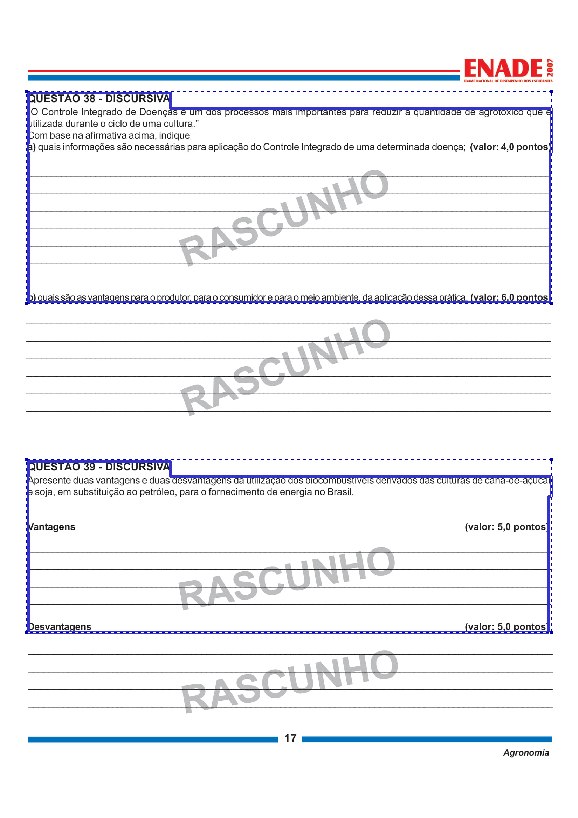 ENADE 2007
EXAME NACIONAL DE DESEMPENHO DOS ESTUDANTES
QUESTÃO 38 - DISCURSIVA
“O Controle Integrado de Doenças é um dos processos mais importantes para reduzir a quantidade de agrotóxico que é
utilizada durante o ciclo de uma cultura.”
Com base na afirmativa acima, indique
a) quais informações são necessárias para aplicação do Controle Integrado de uma determinada doença; (valor: 4,0 pontos)
RASCUNHO
b) quais são as vantagens para o produtor, para o consumidor e para o meio ambiente, da aplicação dessa prática. (valor: 6,0 pontos)
RASCUNHO
QUESTÃO 39 - DISCURSIVA
Apresente duas vantagens e duas desvantagens da utilização dos biocombustíveis derivados das culturas de cana-de-açúcar
e soja, em substituição ao petróleo, para o fornecimento de energia no Brasil.
Vantagens (valor: 5,0 pontos)
RASCUNHO
Desvantagens (valor: 5,0 pontos)
RASCUNHO
17
Agronomia